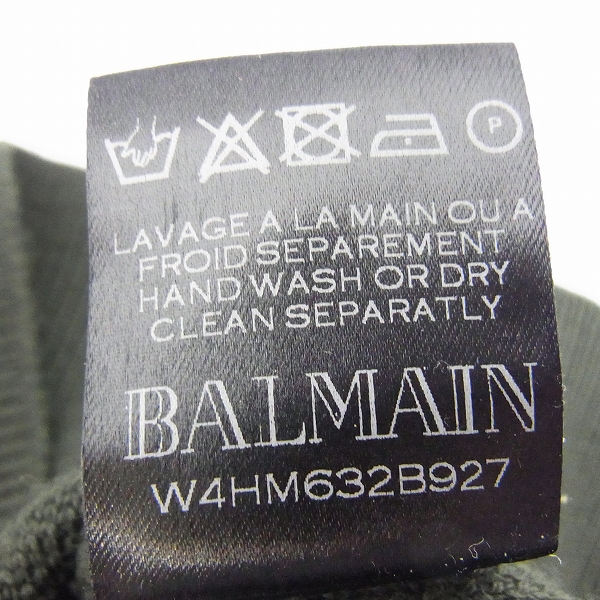 P
LAVAGE A LA MAIN OU A
FROID SEPAREMENT
HAND WASH OR DRY
CLEAN SEPARATLY
BALMAIN
W4HM632B927